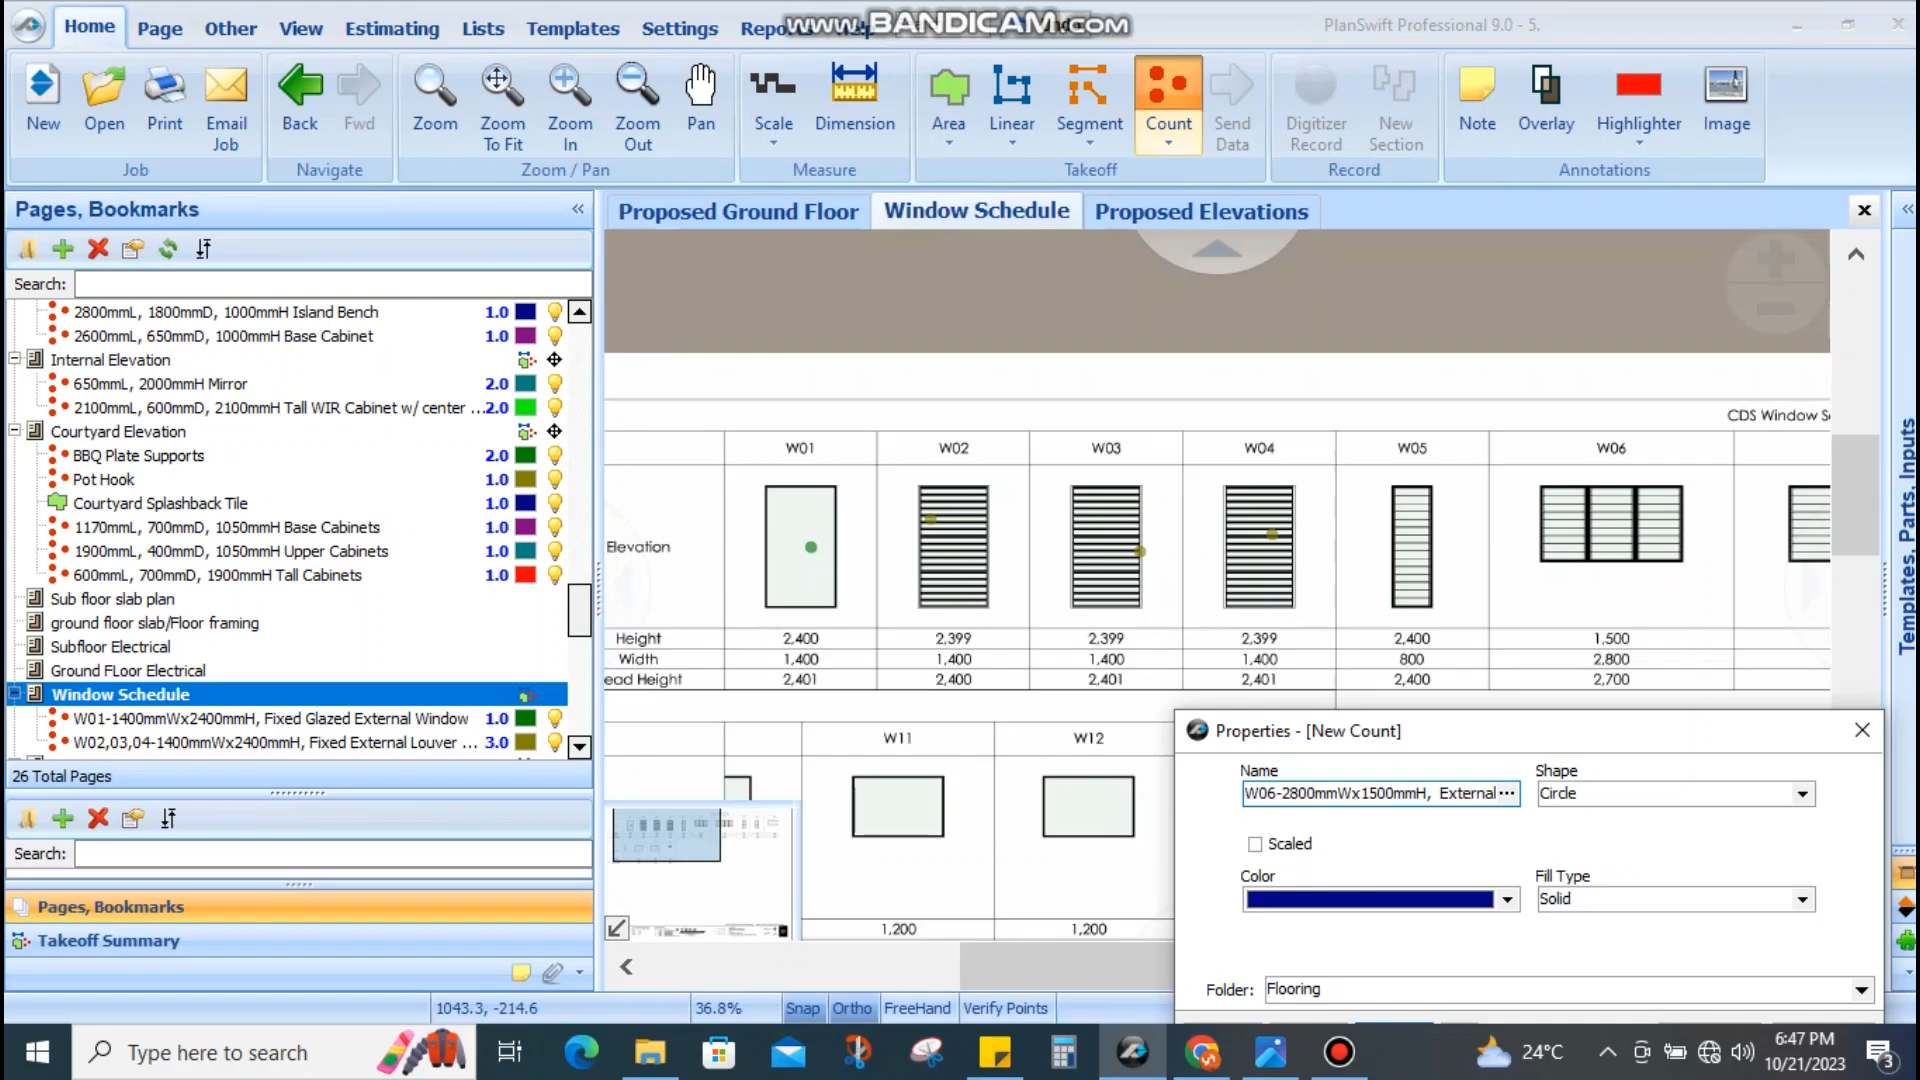 www.BANDICAM.com
Home Page Other View Estimating Lists Templates Settings
PlanSwift Professional 9.0 - 5.
New Open Print Email Job
Back Fwd
Zoom Zoom To Fit Zoom In Zoom Out Pan
Scale Dimension
Area Linear Segment Count Send Data
Digitizer Record New Section
Note Overlay Highlighter Image
Job Navigate Zoom / Pan Measure Takeoff Record Annotations
Pages, Bookmarks
Proposed Ground Floor Window Schedule Proposed Elevations
Search:
2800mmL, 1800mmD, 1000mmH Island Bench 1.0
2600mmL, 650mmD, 1000mmH Base Cabinet 1.0
Internal Elevation
650mmL, 2000mmH Mirror 2.0
2100mmL, 600mmD, 2100mmH Tall WIR Cabinet w/ center ... 2.0
Courtyard Elevation
BBQ Plate Supports 2.0
Pot Hook 1.0
Courtyard Splashback Tile 1.0
1170mmL, 700mmD, 1050mmH Base Cabinets 1.0
1900mmL, 400mmD, 1050mmH Upper Cabinets 1.0
600mmL, 700mmD, 1900mmH Tall Cabinets 1.0
Sub floor slab plan
ground floor slab/Floor framing
Subfloor Electrical
Ground FLoor Electrical
Window Schedule
W01-1400mmWx2400mmH, Fixed Glazed External Window 1.0
W02,03,04-1400mmWx2400mmH, Fixed External Louver ... 3.0
26 Total Pages
Search:
Pages, Bookmarks
Takeoff Summary
CDS Window S
W01 W02 W03 W04 W05 W06
Elevation
Height 2,400 2,399 2,399 2,399 2,400 1,500
Width 1,400 1,400 1,400 1,400 800 2,800
ead Height 2,401 2,400 2,401 2,401 2,400 2,700
W11 W12
1,200 1,200
Properties - [New Count]
Name Shape
W06-2800mmWx1500mmH, External ... Circle
Scaled
Color Fill Type
Solid
Folder: Flooring
Templates, Parts, Inputs
1043.3, -214.6 36.8% Snap Ortho FreeHand Verify Points
Type here to search
24°C
6:47 PM
10/21/2023
3